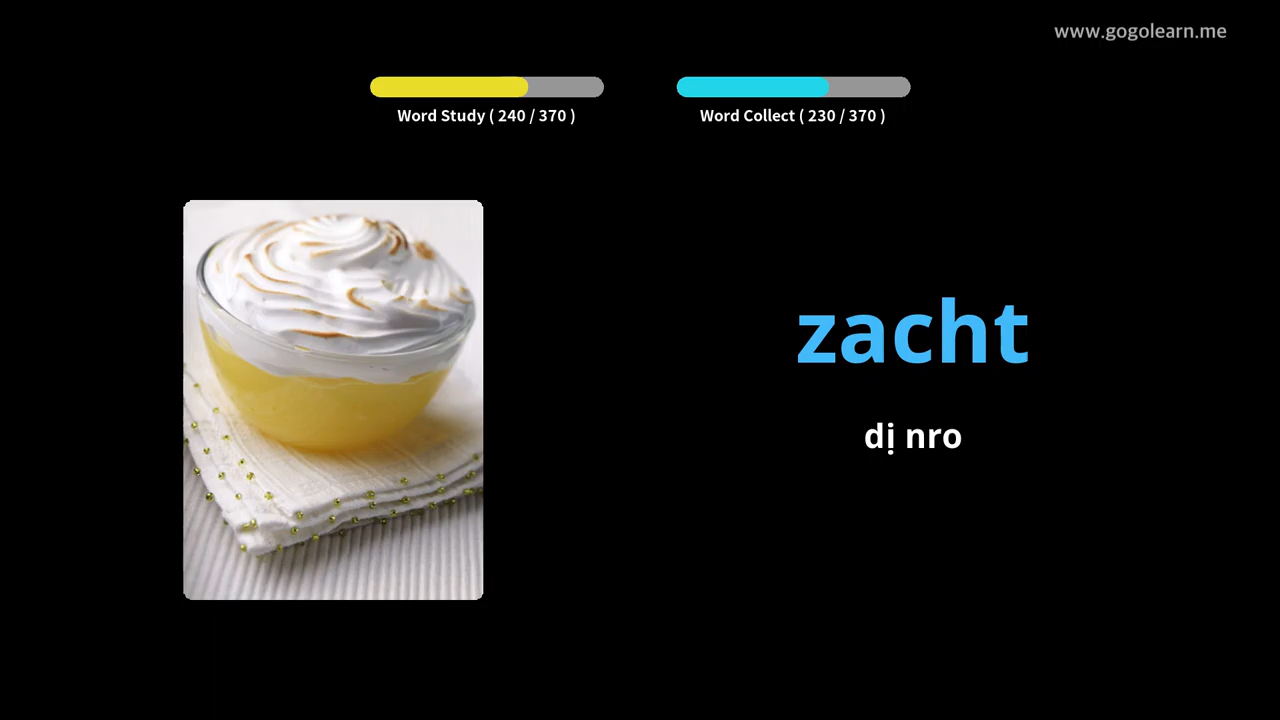 www.gogolearn.me
Word Study ( 240 / 370 )
Word Collect ( 230 / 370 )
zacht
dị nro